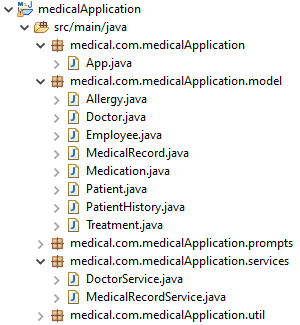 medicalApplication
src/main/java
medical.com.medicalApplication
App.java
medical.com.medicalApplication.model
Allergy.java
Doctor.java
Employee.java
MedicalRecord.java
Medication.java
Patient.java
PatientHistory.java
Treatment.java
medical.com.medicalApplication.prompts
medical.com.medicalApplication.services
DoctorService.java
MedicalRecordService.java
medical.com.medicalApplication.util